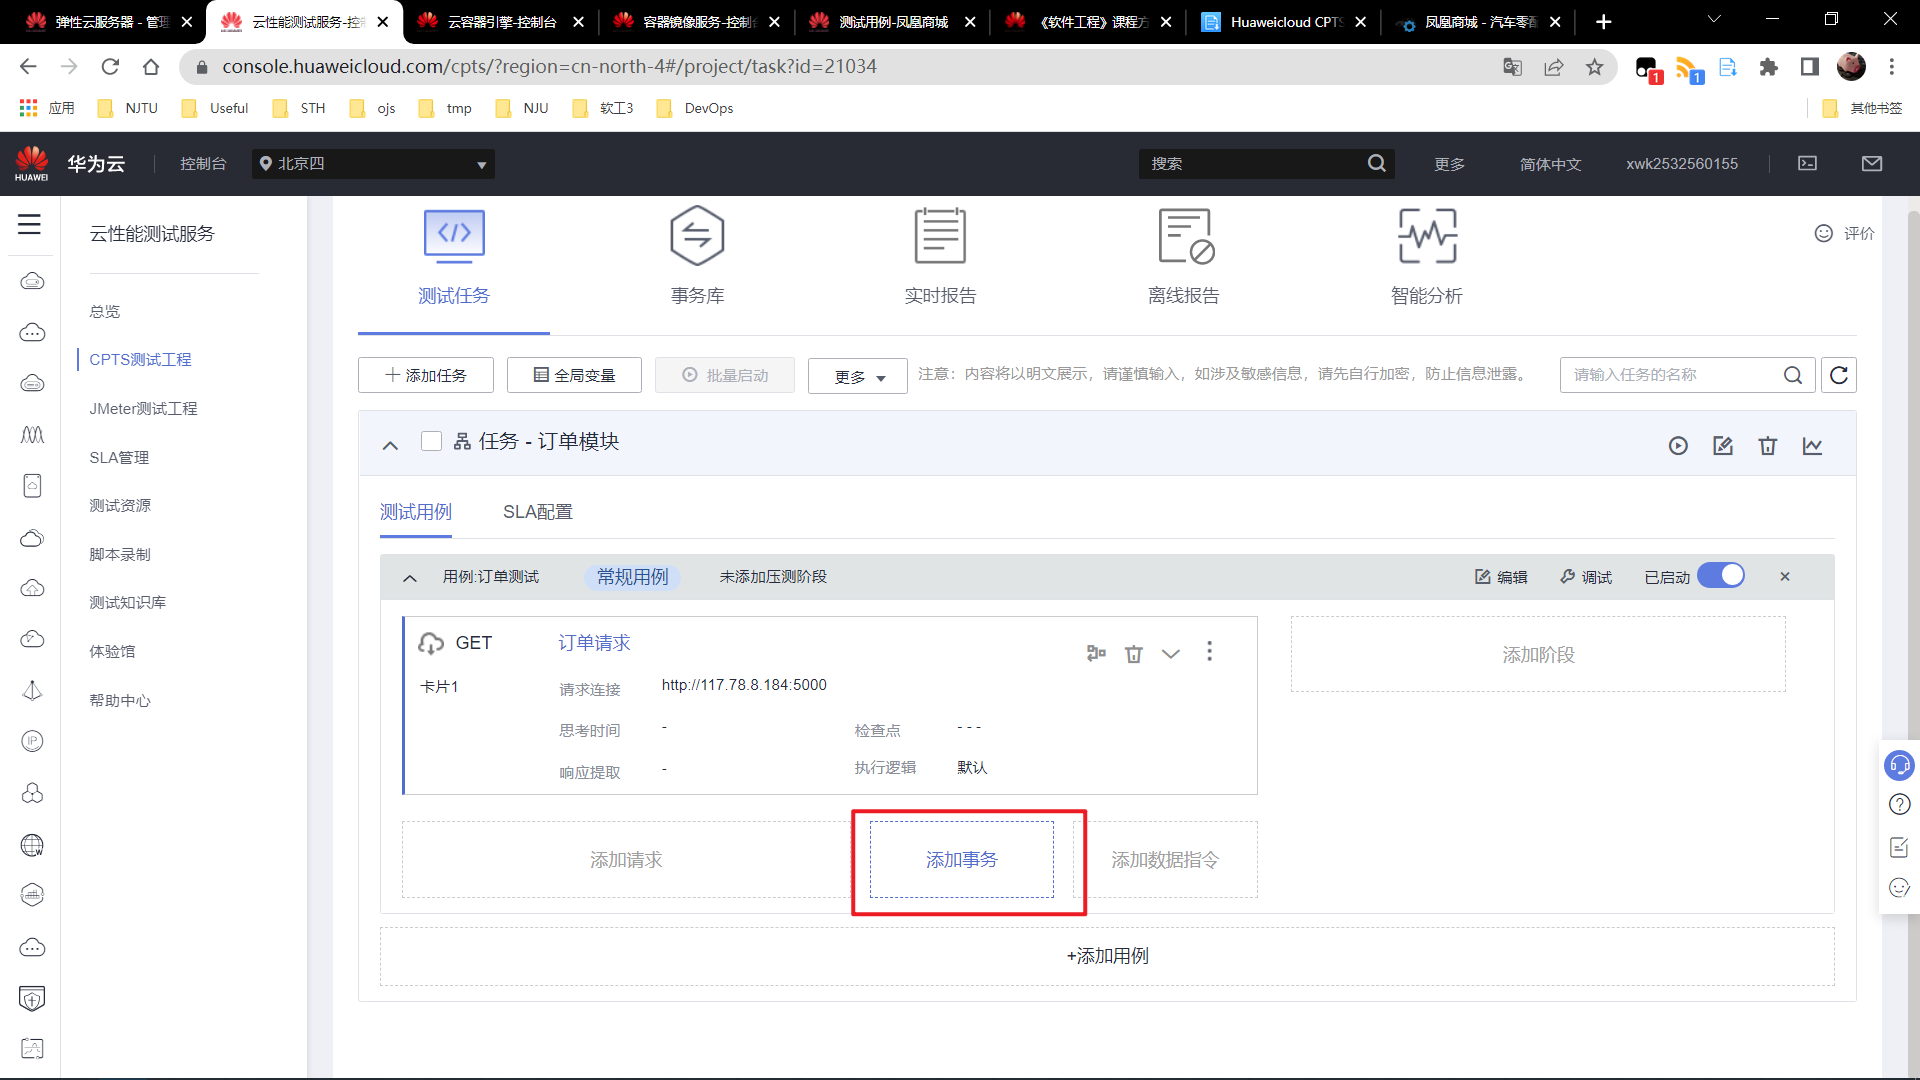 弹性云服务器 - 管理
云性能测试服务-控
云容器引擎-控制台
容器镜像服务-控制
测试用例-凤凰商城
《软件工程》课程方
Huaweicloud CPTS
凤凰商城 - 汽车零配
console.huaweicloud.com/cpts/?region=cn-north-4#/project/task?id=21034
1
1
应用
NJTU
Useful
STH
ojs
tmp
NJU
软工3
DevOps
其他书签
HUAWEI
华为云
控制台
北京四
搜索
更多
简体中文
xwk2532560155
云性能测试服务
总览
CPTS测试工程
JMeter测试工程
SLA管理
测试资源
脚本录制
测试知识库
体验馆
帮助中心
测试任务
事务库
实时报告
离线报告
智能分析
评价
添加任务
全局变量
批量启动
更多
注意：内容将以明文展示，请谨慎输入，如涉及敏感信息，请先自行加密，防止信息泄露。
请输入任务的名称
任务 - 订单模块
测试用例
SLA配置
用例:订单测试
常规用例
未添加压测阶段
编辑
调试
已启动
GET
订单请求
卡片1
请求连接
http://117.78.8.184:5000
思考时间
-
检查点
- - -
响应提取
-
执行逻辑
默认
添加阶段
添加请求
添加事务
添加数据指令
+添加用例
IP